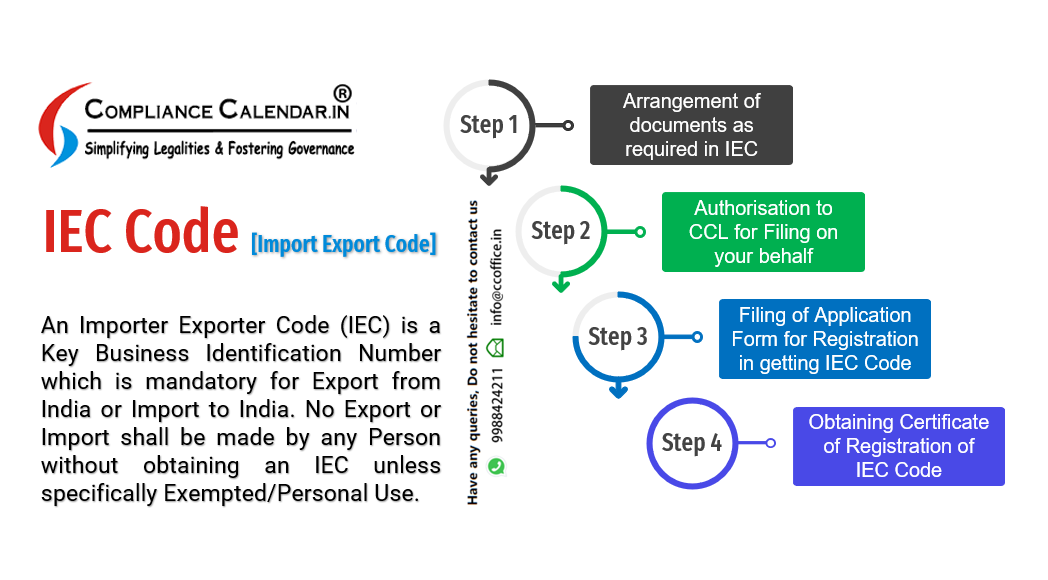 COMPLIANCE CALENDAR.IN®
Simplifying Legalities & Fostering Governance
IEC Code [Import Export Code]
An Importer Exporter Code (IEC) is a
Key Business Identification Number
which is mandatory for Export from
India or Import to India. No Export or
Import shall be made by any Person
without obtaining an IEC unless
specifically Exempted/Personal Use.
Have any queries, Do not hesitate to contact us
9988424211 info@ccoffice.in
Step 1
Arrangement of
documents as
required in IEC
Step 2
Authorisation to
CCL for Filing on
your behalf
Step 3
Filing of Application
Form for Registration
in getting IEC Code
Step 4
Obtaining Certificate
of Registration of
IEC Code